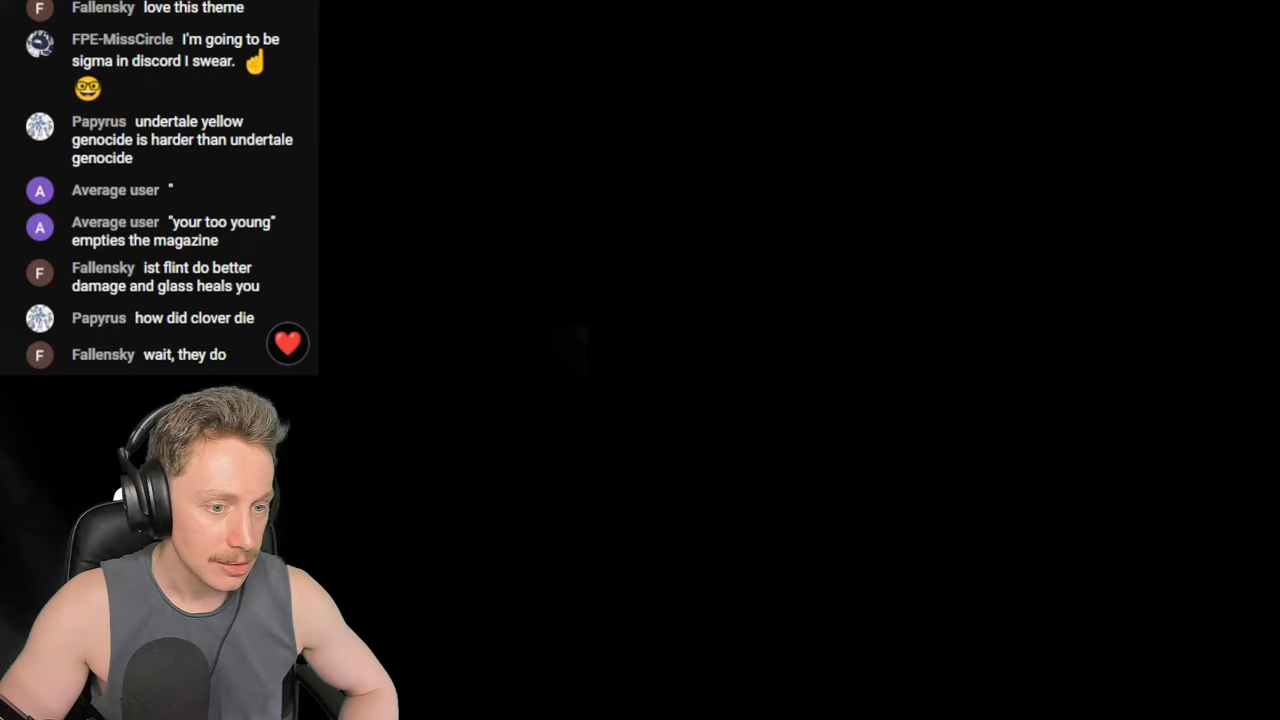 Fallensky love this theme
FPE-MissCircle I'm going to be
sigma in discord I swear. ☝️
🤓
Papyrus undertale yellow
genocide is harder than undertale
genocide
A Average user "
A Average user "your too young"
empties the magazine
F Fallensky ist flint do better
damage and glass heals you
Papyrus how did clover die
F Fallensky wait, they do